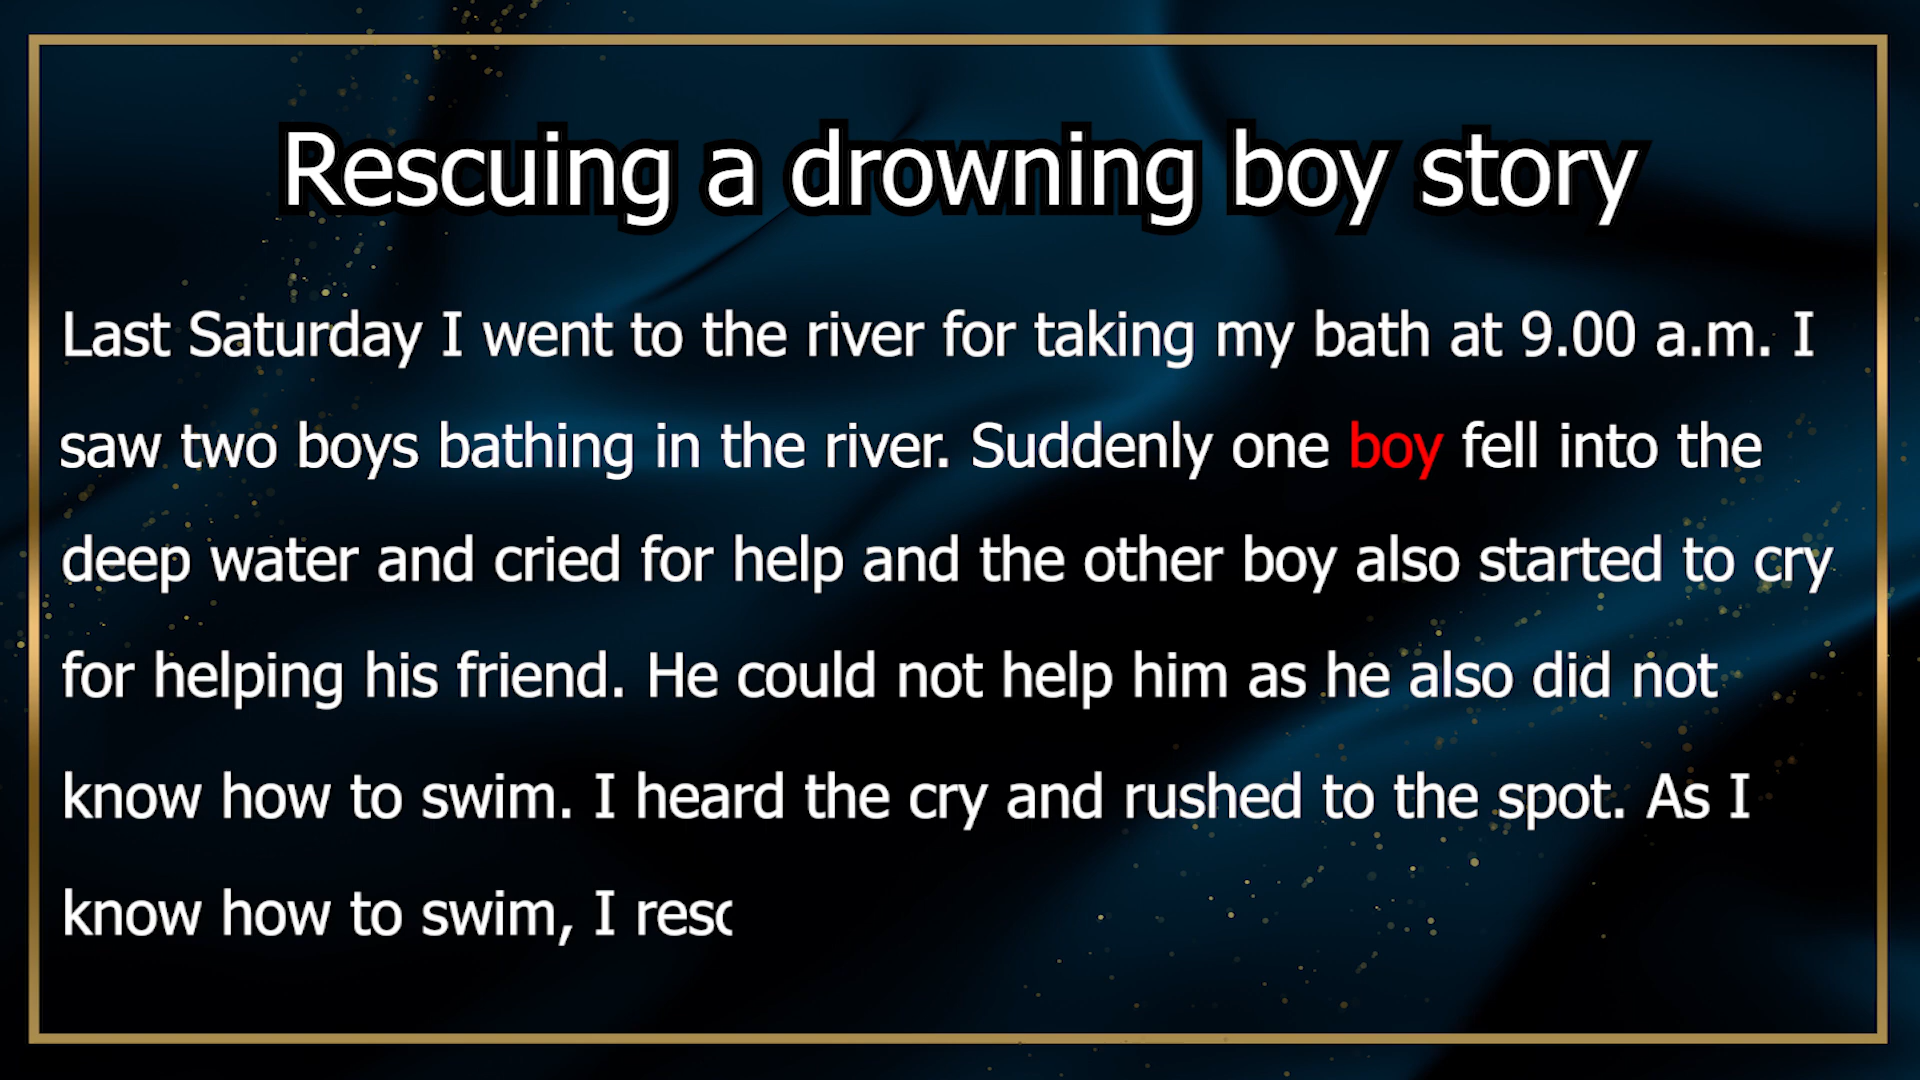 Rescuing a drowning boy story
Last Saturday I went to the river for taking my bath at 9.00 a.m. I
saw two boys bathing in the river. Suddenly one boy fell into the
deep water and cried for help and the other boy also started to cry
for helping his friend. He could not help him as he also did not
know how to swim. I heard the cry and rushed to the spot. As I
know how to swim, I resc